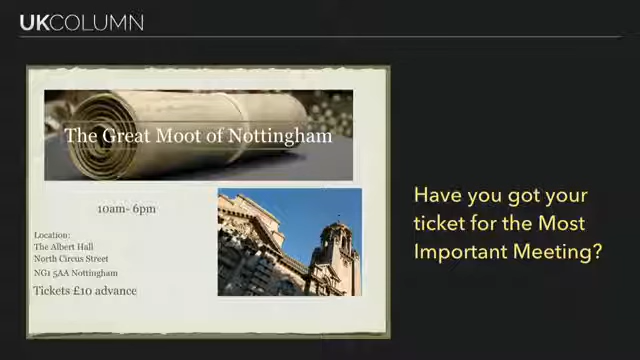 UKCOLUMN
The Great Moot of Nottingham
10am- 6pm
Location:
The Albert Hall
North Circus Street
NG1 5AA Nottingham
Tickets £10 advance
Have you got your
ticket for the Most
Important Meeting?